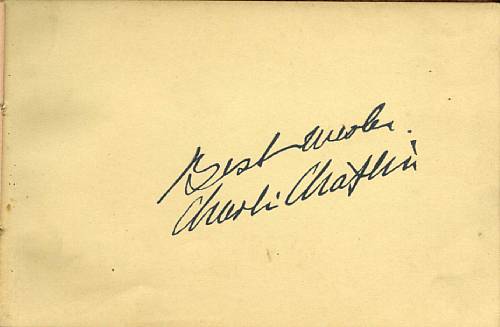 Best wishes.
Charlie Chaplin